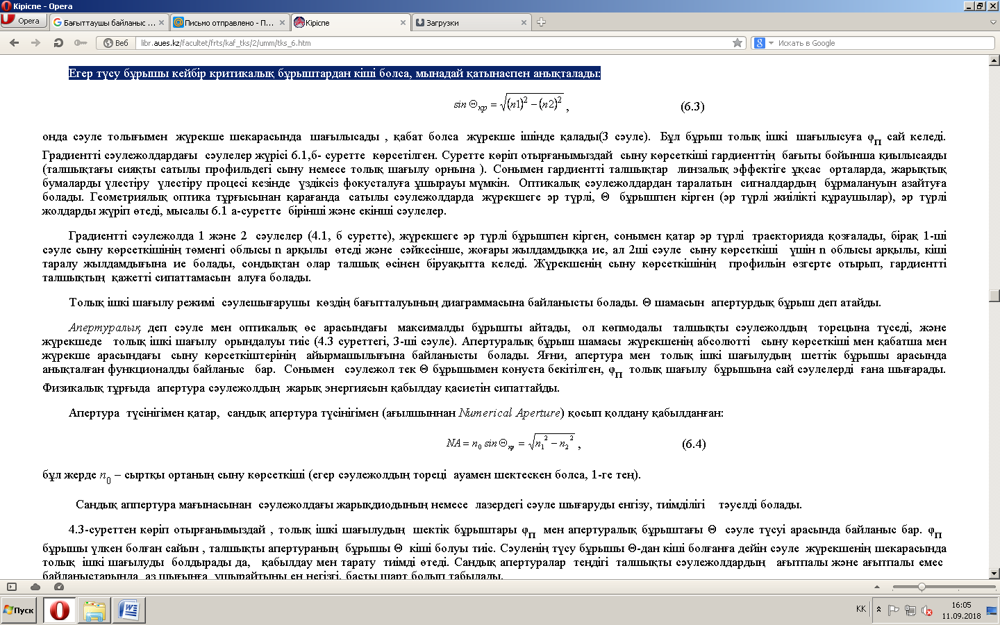 Кіріспе - Opera
Opera
Бағыттаушы байланыс ...
Письмо отправлено - П...
Кіріспе
Загрузки
Веб
libr.aues.kz/facultet/frts/kaf_tks/2/umm/tks_6.htm
Искать в Google
Егер түсу бұрышы кейбір критикалық бұрыштардан кіші болса, мынадай қатынаспен анықталады:
sin Θкр = √(n1)² − (n2)² , (6.3)
онда сәуле толығымен жүрекше шекарасында шағылысады , қабат болса жүрекше ішінде қалады(3 сәуле). Бұл бұрыш толық ішкі шағылысуға φП сай келеді.
Градиентті сәулежолдардағы сәулелер жүрісі 6.1,б- суретте көрсетілген. Суретте көріп отырғанымыздай сыну көрсеткіші гардиенттің бағыты бойынша қиылысаяды
(талшықтағы сияқты сатылы профильдегі сыну немесе толық шағылу орнына ). Сонымен гардиентті талшықтар линзалық эффектіге ұқсас орталарда, жарықтық
бумаларды үлестіру үлестіру процесі кезінде үздіксіз фокусталуға ұшырауы мүмкін. Оптикалық сәулежолдардан таралатын сигналдардың бұрмалануын азайтуға
болады. Геометриялық оптика тұрғысынан қарағанда сатылы сәулежолдарда жүрекшеге әр түрлі, Θ бұрышпен кірген (әр түрлі жиілікті құраушылар), әр түрлі
жолдарды жүріп өтеді, мысалы 6.1 а-суретте бірінші және екінші сәулелер.
Градиентті сәулежолда 1 және 2 сәулелер (4.1, б суретте), жүрекшеге әр түрлі бұрышпен кірген, сонымен қатар әр түрлі траекторияда қозғалады, бірақ 1-ші
сәуле сыну көрсеткішінің төменгі облысы n арқылы өтеді және сәйкесінше, жоғары жылдамдыққа ие, ал 2ші сәуле сыну көрсеткіші үшін n облысы арқылы, кіші
таралу жылдамдығына ие болады, сондықтан олар талшық өсінен біруақытта келеді. Жүрекшенің сыну көрсеткішінің профильін өзгерте отырып, гардиентті
талшықтың қажетті сипаттамасын алуға болады.
Толық ішкі шағылу режимі сәулешығарушы көздің бағытталуының диаграммасына байланысты болады. Θ шамасын апертурдық бұрыш деп атайды.
Апертуралық деп сәуле мен оптикалық өс арасындағы максималды бұрышты айтады, ол көпмодалы талшықты сәулежолдың торецына түседі, және
жүрекшеде толық ішкі шағылу орындалуы тиіс (4.3 суреттегі, 3-ші сәуле). Апертуралық бұрыш шамасы жүрекшенің абсолютті сыну көрсеткіші мен қабатша мен
жүрекше арасындағы сыну көрсеткіштерінің айырмашылығына байланысты болады. Яғни, апертура мен толық ішкі шағылудың шеттік бұрышы арасында
анықталған функционалды байланыс бар. Сонымен сәулежол тек Θ бұрышымен конуста бекітілген, φП толық шағылу бұрышына сай сәулелерді ғана шығарады.
Физикалық тұрғыда апертура сәулежолдың жарық энергиясын қабылдау қасиетін сипаттайды.
Апертура түсінігімен қатар, сандық апертура түсінігімен (ағылшыннан Numerical Aperture) қосып қолдану қабылданған:
NA = n₀ sin Θкр = √n₁² − n₂² , (6.4)
бұл жерде n₀ – сыртқы ортаның сыну көрсеткіші (егер сәулежолдың тореці ауамен шектескен болса, 1-ге тең).
Сандық аппертура мағынасынан сәулежолдағы жарықдиодының немесе лазердегі сәуле шығаруды енгізу, тиімділігі тәуелді болады.
4.3-суреттен көріп отырғанымыздай , толық ішкі шағылудың шектік бұрыштары φП мен апертуралық бұрыштағы Θ сәуле түсуі арасында байланыс бар. φП
бұрышы үлкен болған сайын , талшықты апертураның бұрышы Θ кіші болуы тиіс. Сәуленің түсу бұрышы Θ-дан кіші болғанға дейін сәуле жүрекшенің шекарасында
толық ішкі шағылуды болдырады да, қабылдау мен тарату тиімді өтеді. Сандық апертуралар теңдігі талшықты сәулежолдардың ағытпалы және ағытпалы емес
байланыстарында аз шығынға ұшырайтыны ең негізгі, басты шарт болып табылады.
Пуск
KK
16:05
11.09.2018